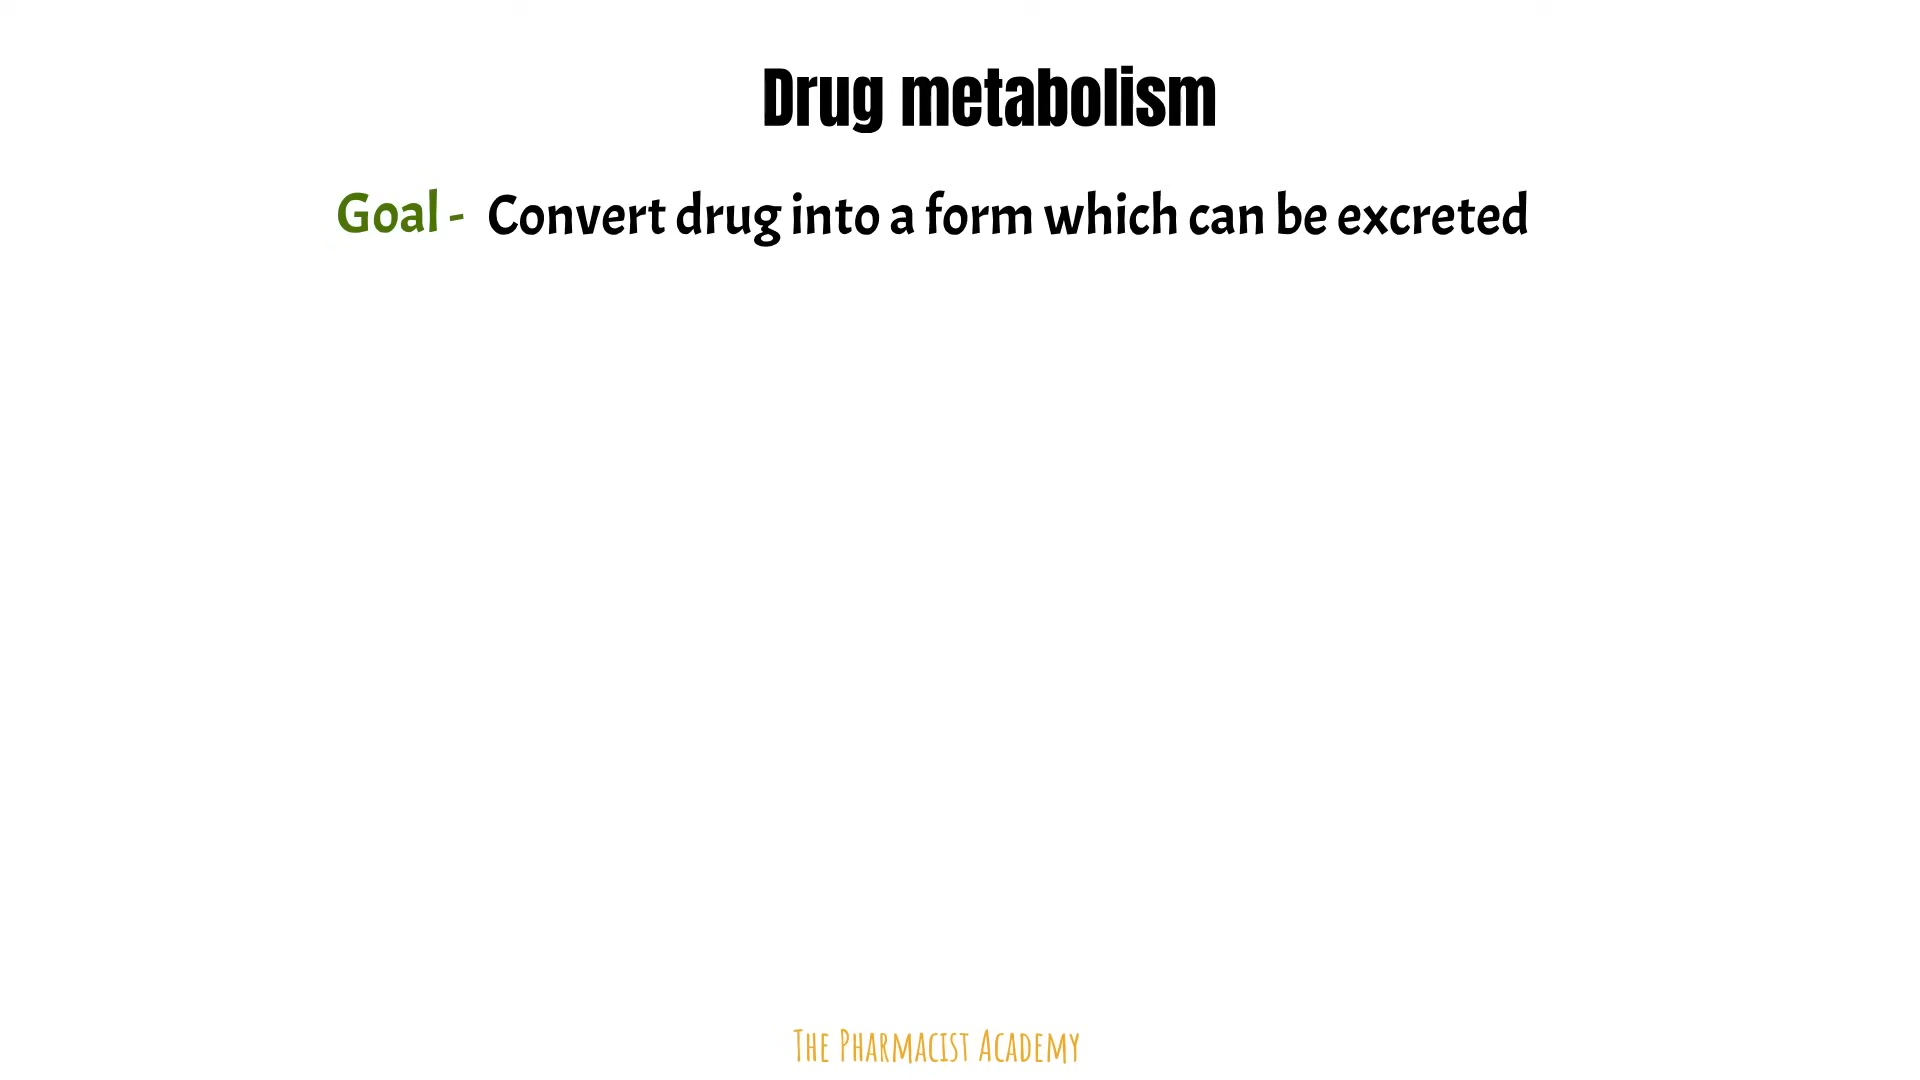 Drug metabolism
Goal - Convert drug into a form which can be excreted
The Pharmacist Academy